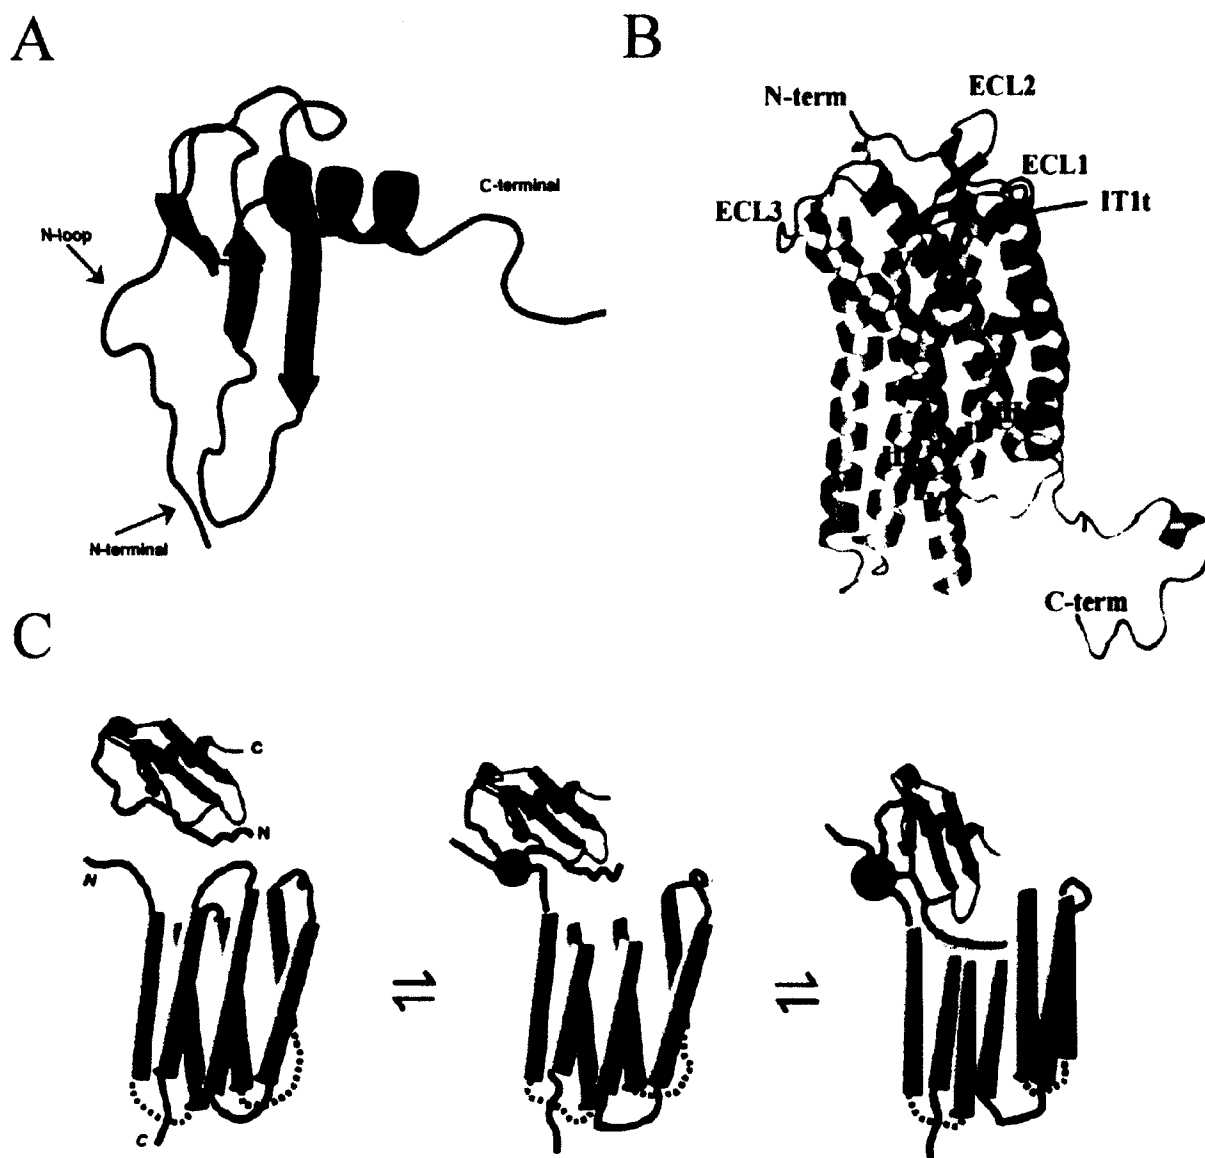 A
B
N-term
ECL2
ECL1
ECL3
IT1t
C-terminal
N-loop
N-terminal
C-term
C
C
N
N
C